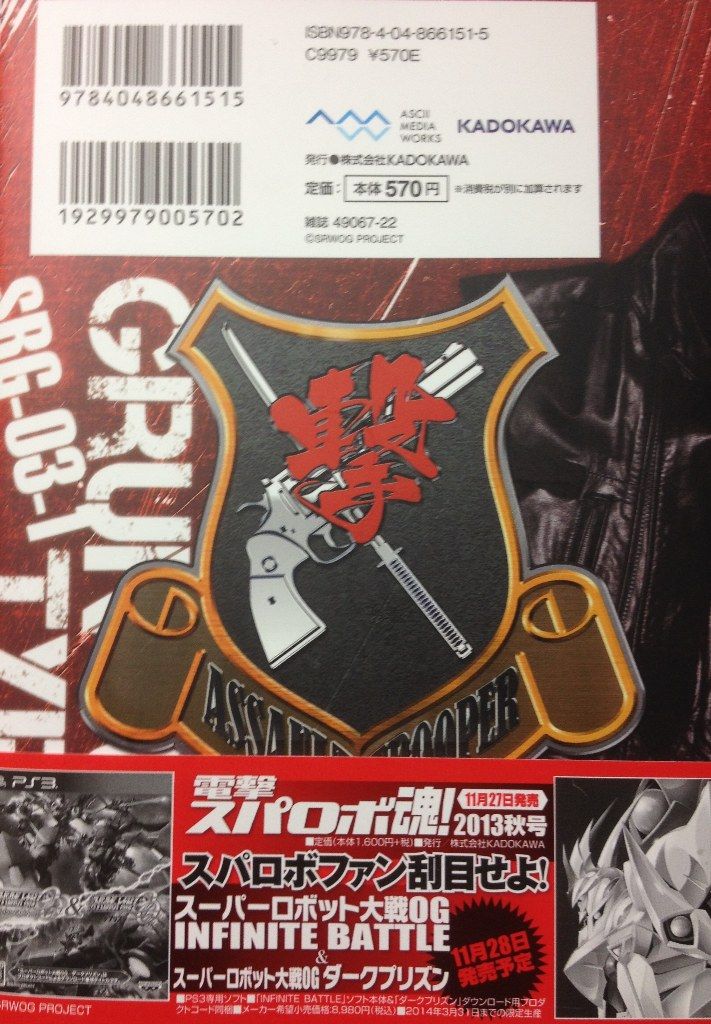 ISBN978-4-04-866151-5
C9979 ¥570E
9784048661515
ASCII
MEDIA
WORKS
KADOKAWA
発行●株式会社KADOKAWA
定価：本体570円 ※消費税が別に加算されます
1929979005702
雑誌 49067-22
©SRWOG PROJECT
SRG-03-1 TYPE
撃
ASSAULT TROOPER
PS3
電撃
スパロボ魂！
11月27日発売
2013秋号
■定価(本体1,600円+税)■発行/株式会社KADOKAWA
スパロボファン刮目せよ！
スーパーロボット大戦OG
INFINITE BATTLE
&
スーパーロボット大戦OG ダークプリズン
11月28日
発売予定
■PS3専用ソフト■「INFINITE BATTLE」ソフト本体&「ダークプリズン」ダウンロード用プロダ
クトコード同梱■メーカー希望小売価格:8,980円(税込)■2014年3月31日までの限定生産
SRWOG PROJECT